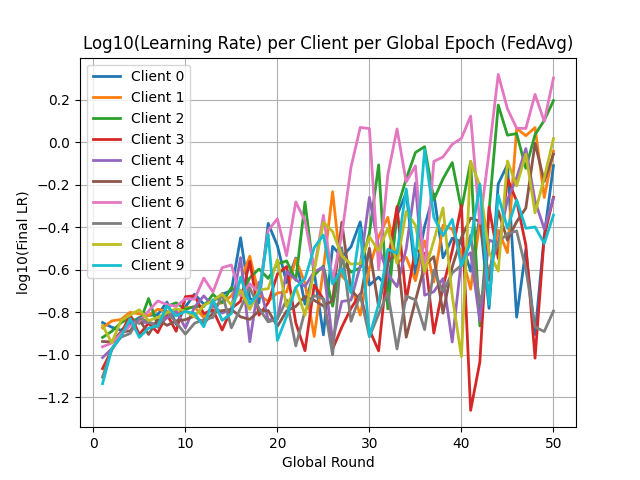 Log10(Learning Rate) per Client per Global Epoch (FedAvg)
Client 0
Client 1
Client 2
Client 3
Client 4
Client 5
Client 6
Client 7
Client 8
Client 9
log10(Final LR)
0.2
0.0
−0.2
−0.4
−0.6
−0.8
−1.0
−1.2
0 10 20 30 40 50
Global Round